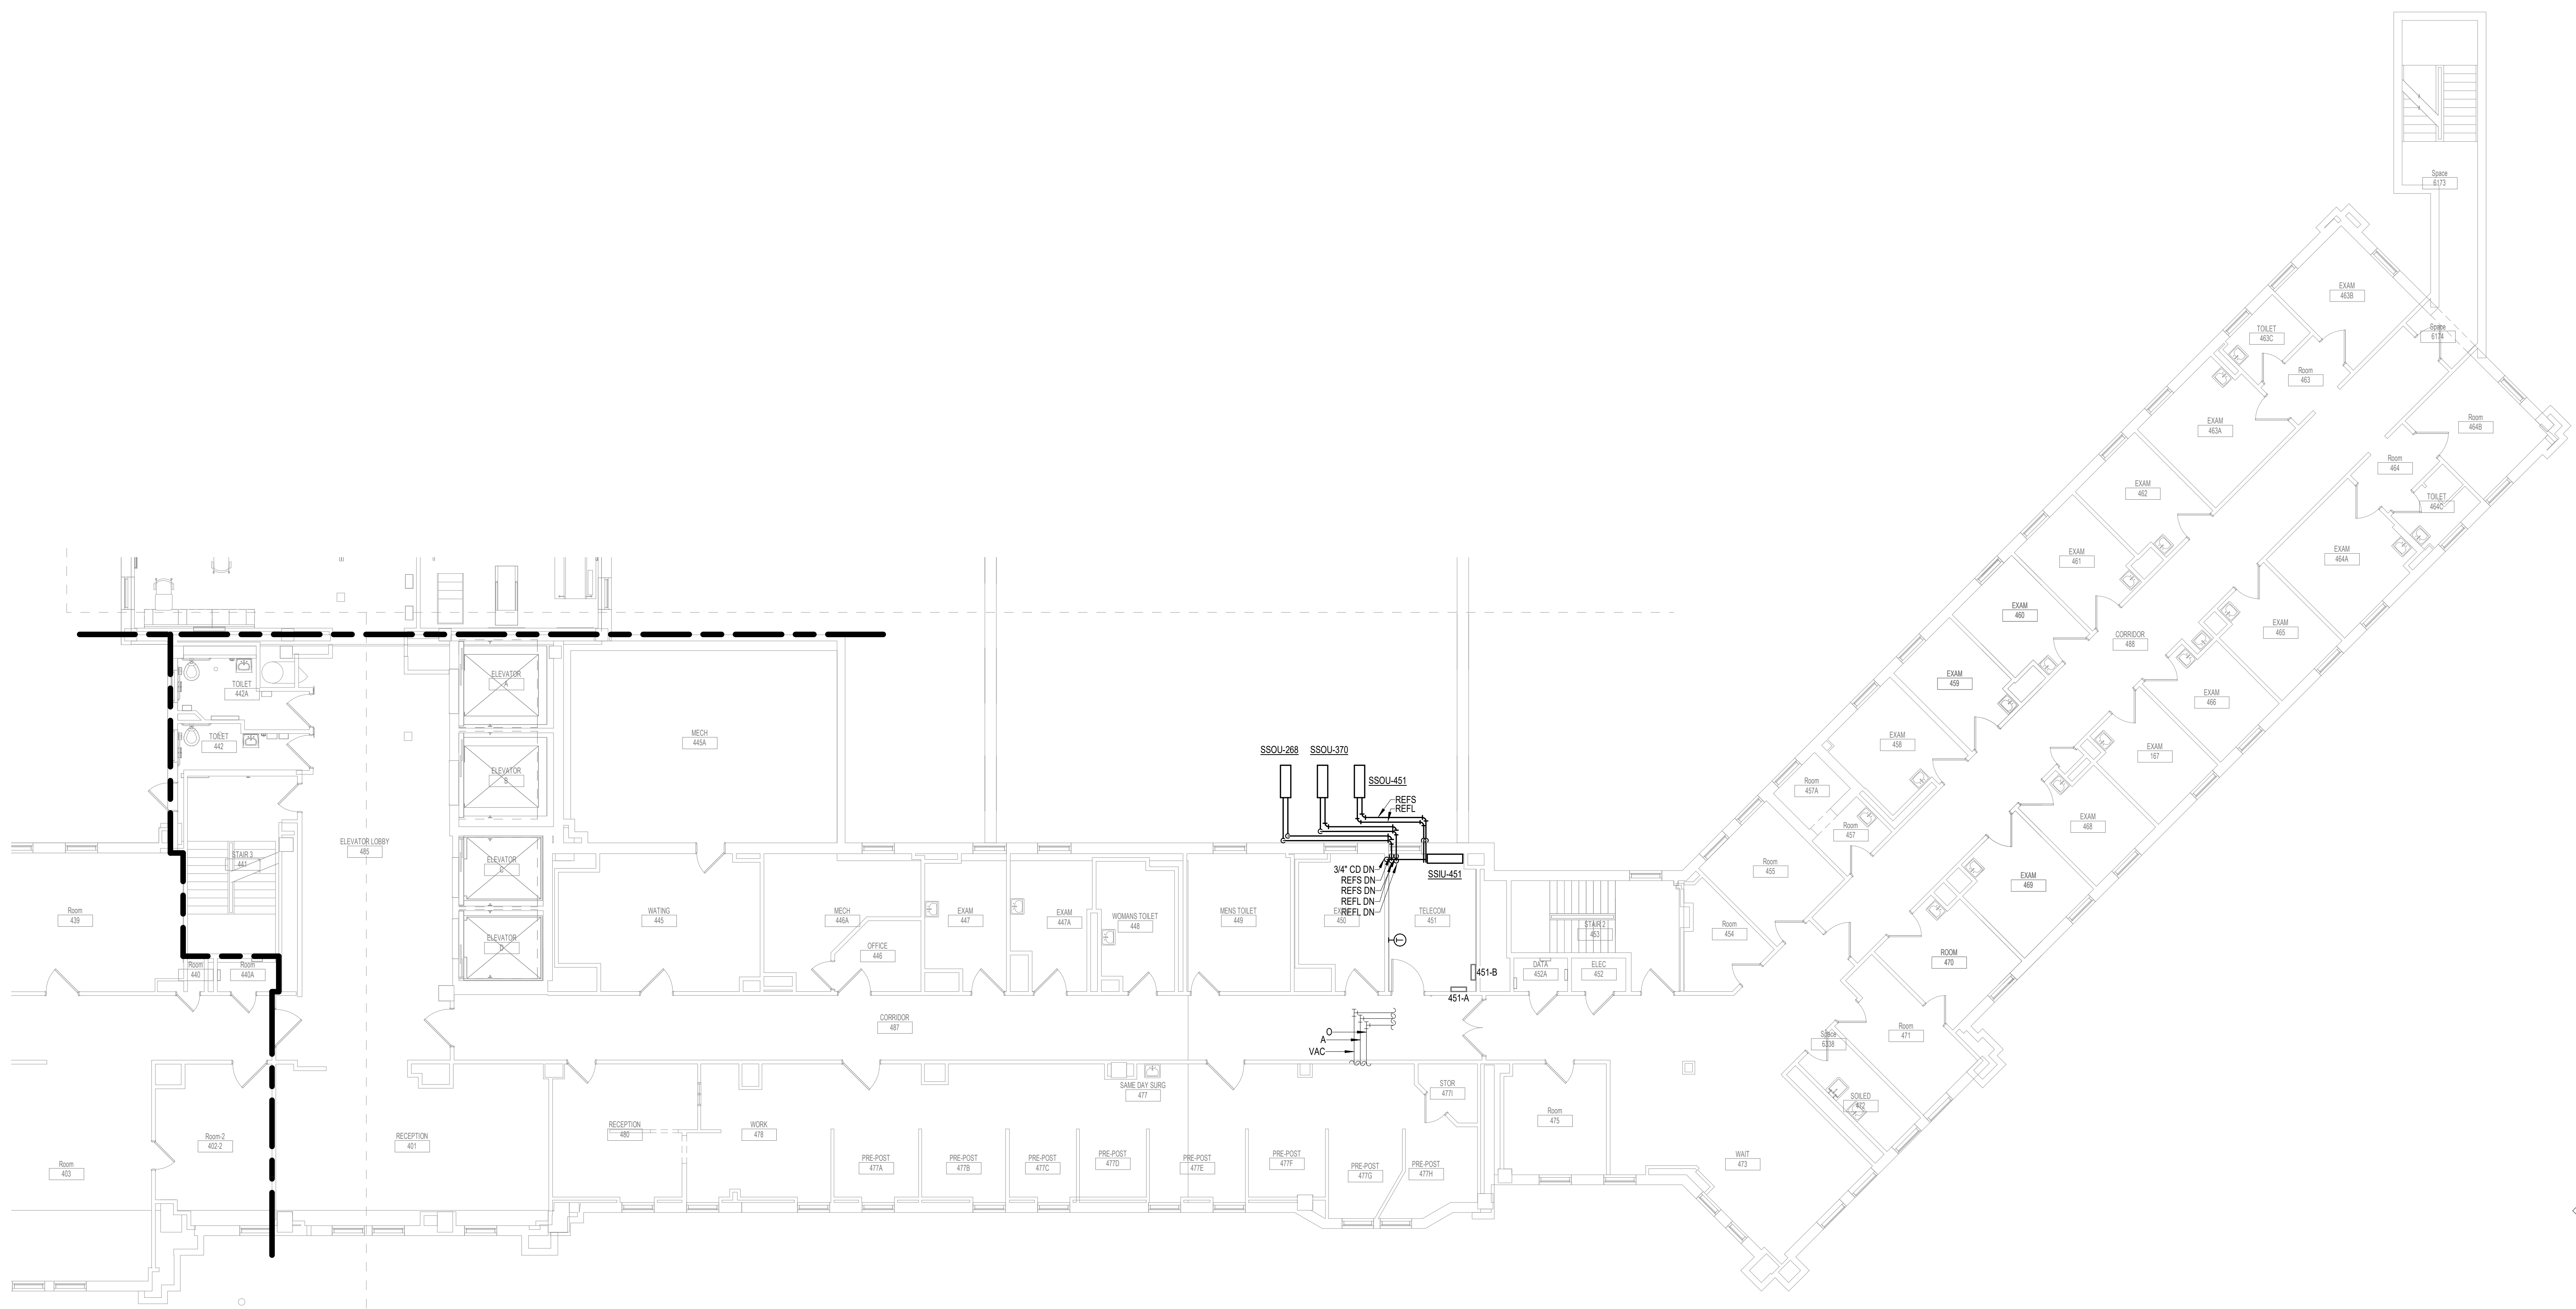 Space
6173
EXAM
463B
TOILET
463C
Space
6174
Room
463
EXAM
463A
Room
464B
Room
464
EXAM
462
TOILET
464C
EXAM
461
EXAM
464A
EXAM
460
EXAM
465
CORRIDOR
488
EXAM
459
EXAM
466
EXAM
458
EXAM
167
Room
457A
Room
457
EXAM
468
Room
455
EXAM
469
Room
454
ROOM
470
Room
471
Space
6338
SOILED
472
WAIT
473
ELEVATOR
A
TOILET
442A
TOILET
442
MECH
445A
ELEVATOR
B
SSOU-268
SSOU-370
SSOU-451
REFS
REFL
ELEVATOR LOBBY
485
STAIR 3
441
ELEVATOR
C
3/4" CD DN
REFS DN
REFS DN
REFL DN
REFL DN
SSIU-451
Room
439
WATING
445
MECH
446A
EXAM
447
EXAM
447A
WOMANS TOILET
448
MENS TOILET
449
450
TELECOM
451
STAIR 2
453
ELEVATOR
D
OFFICE
446
T
Room
440
Room
440A
451-B
DATA
452A
ELEC
452
451-A
CORRIDOR
487
O
A
VAC
SAME DAY SURG
477
STOR
477I
Room
475
Room-2
402-2
RECEPTION
401
RECEPTION
480
WORK
478
Room
403
PRE-POST
477A
PRE-POST
477B
PRE-POST
477C
PRE-POST
477D
PRE-POST
477E
PRE-POST
477F
PRE-POST
477G
PRE-POST
477H